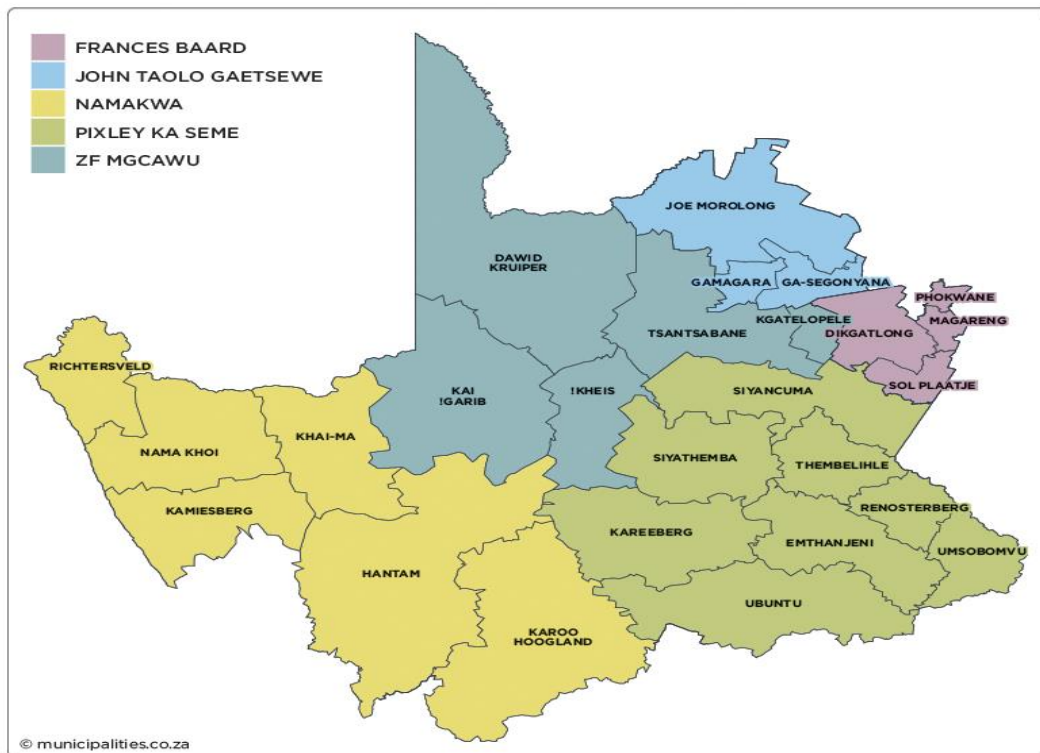 FRANCES BAARD
JOHN TAOLO GAETSEWE
NAMAKWA
PIXLEY KA SEME
ZF MGCAWU
JOE MOROLONG
DAWID
KRUIPER
GAMAGARA
GA-SEGONYANA
PHOKWANE
KGATELOPELE
MAGARENG
TSANTSABANE
DIKGATLONG
RICHTERSVELD
SOL PLAATJE
KAI
!GARIB
!KHEIS
SIYANCUMA
KHAI-MA
NAMA KHOI
SIYATHEMBA
THEMBELIHLE
KAMIESBERG
RENOSTERBERG
KAREEBERG
EMTHANJENI
UMSOBOMVU
HANTAM
UBUNTU
KAROO
HOOGLAND
© municipalities.co.za